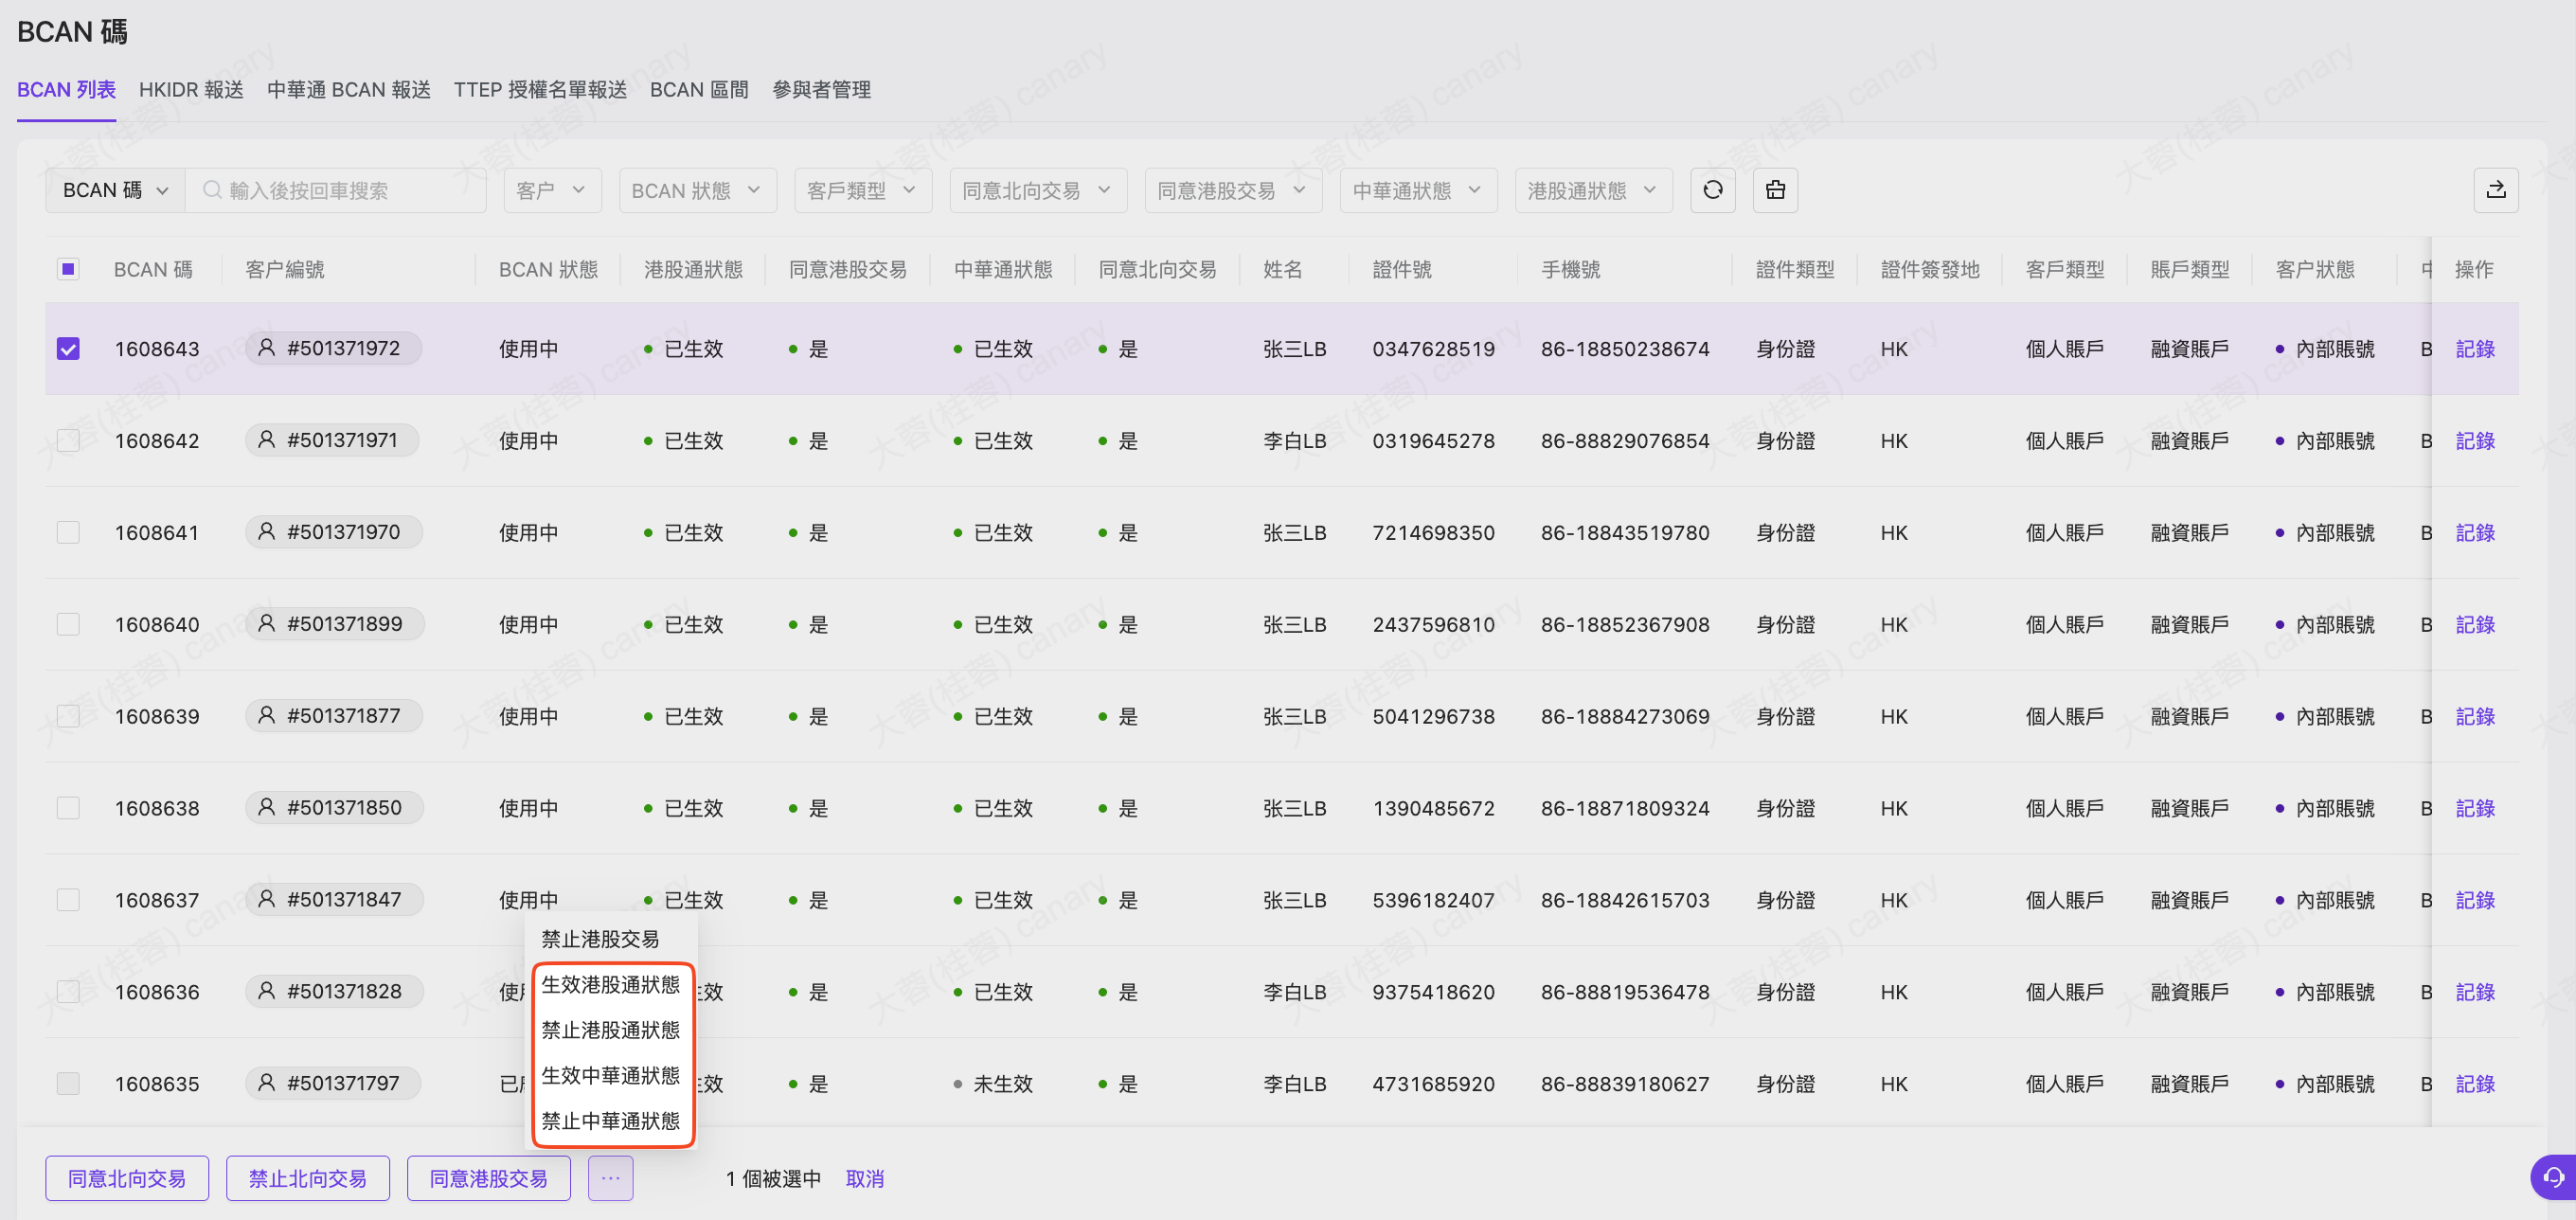 BCAN 碼
BCAN 列表 HKIDR 報送 中華通 BCAN 報送 TTEP 授權名單報送 BCAN 區間 參與者管理
BCAN 碼 輸入後按回車搜索 客户 BCAN 狀態 客戶類型 同意北向交易 同意港股交易 中華通狀態 港股通狀態
BCAN 碼 客户編號 BCAN 狀態 港股通狀態 同意港股交易 中華通狀態 同意北向交易 姓名 證件號 手機號 證件類型 證件簽發地 客戶類型 賬戶類型 客户狀態 操作
1608643 #501371972 使用中 已生效 是 已生效 是 张三LB 0347628519 86-18850238674 身份證 HK 個人賬戶 融資賬戶 內部賬號 B 記錄
1608642 #501371971 使用中 已生效 是 已生效 是 李白LB 0319645278 86-88829076854 身份證 HK 個人賬戶 融資賬戶 內部賬號 B 記錄
1608641 #501371970 使用中 已生效 是 已生效 是 张三LB 7214698350 86-18843519780 身份證 HK 個人賬戶 融資賬戶 內部賬號 B 記錄
1608640 #501371899 使用中 已生效 是 已生效 是 张三LB 2437596810 86-18852367908 身份證 HK 個人賬戶 融資賬戶 內部賬號 B 記錄
1608639 #501371877 使用中 已生效 是 已生效 是 张三LB 5041296738 86-18884273069 身份證 HK 個人賬戶 融資賬戶 內部賬號 B 記錄
1608638 #501371850 使用中 已生效 是 已生效 是 张三LB 1390485672 86-18871809324 身份證 HK 個人賬戶 融資賬戶 內部賬號 B 記錄
1608637 #501371847 使用中 已生效 是 已生效 是 张三LB 5396182407 86-18842615703 身份證 HK 個人賬戶 融資賬戶 內部賬號 B 記錄
禁止港股交易
生效港股通狀態
1608636 #501371828 使 效 是 已生效 是 李白LB 9375418620 86-88819536478 身份證 HK 個人賬戶 融資賬戶 內部賬號 B 記錄
禁止港股通狀態
生效中華通狀態
1608635 #501371797 已 效 是 未生效 是 李白LB 4731685920 86-88839180627 身份證 HK 個人賬戶 融資賬戶 內部賬號 B 記錄
禁止中華通狀態
同意北向交易 禁止北向交易 同意港股交易 ··· 1 個被選中 取消
大蓉(桂蓉) canary